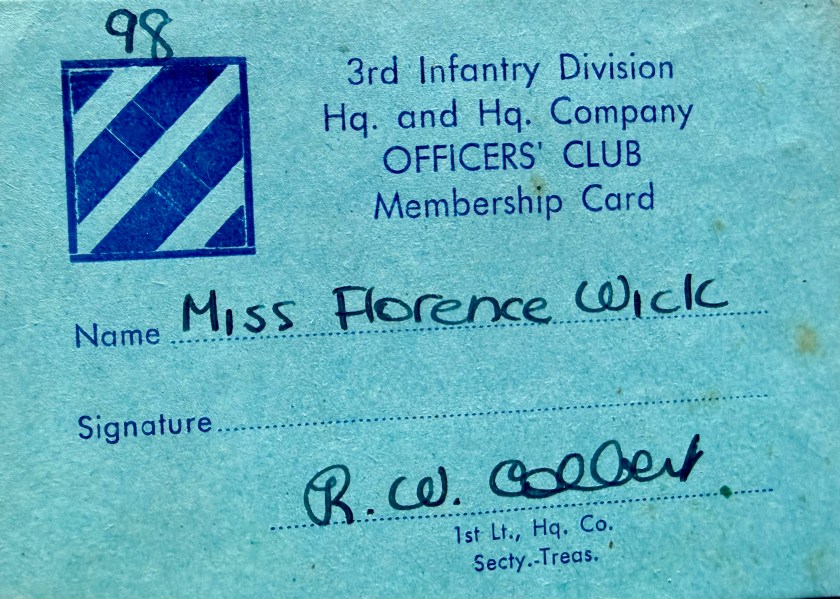 98
3rd Infantry Division
Hq. and Hq. Company
OFFICERS' CLUB
Membership Card
Name Miss Florence Wick
Signature
R. W. Colbert
1st Lt., Hq. Co.
Secty.-Treas.